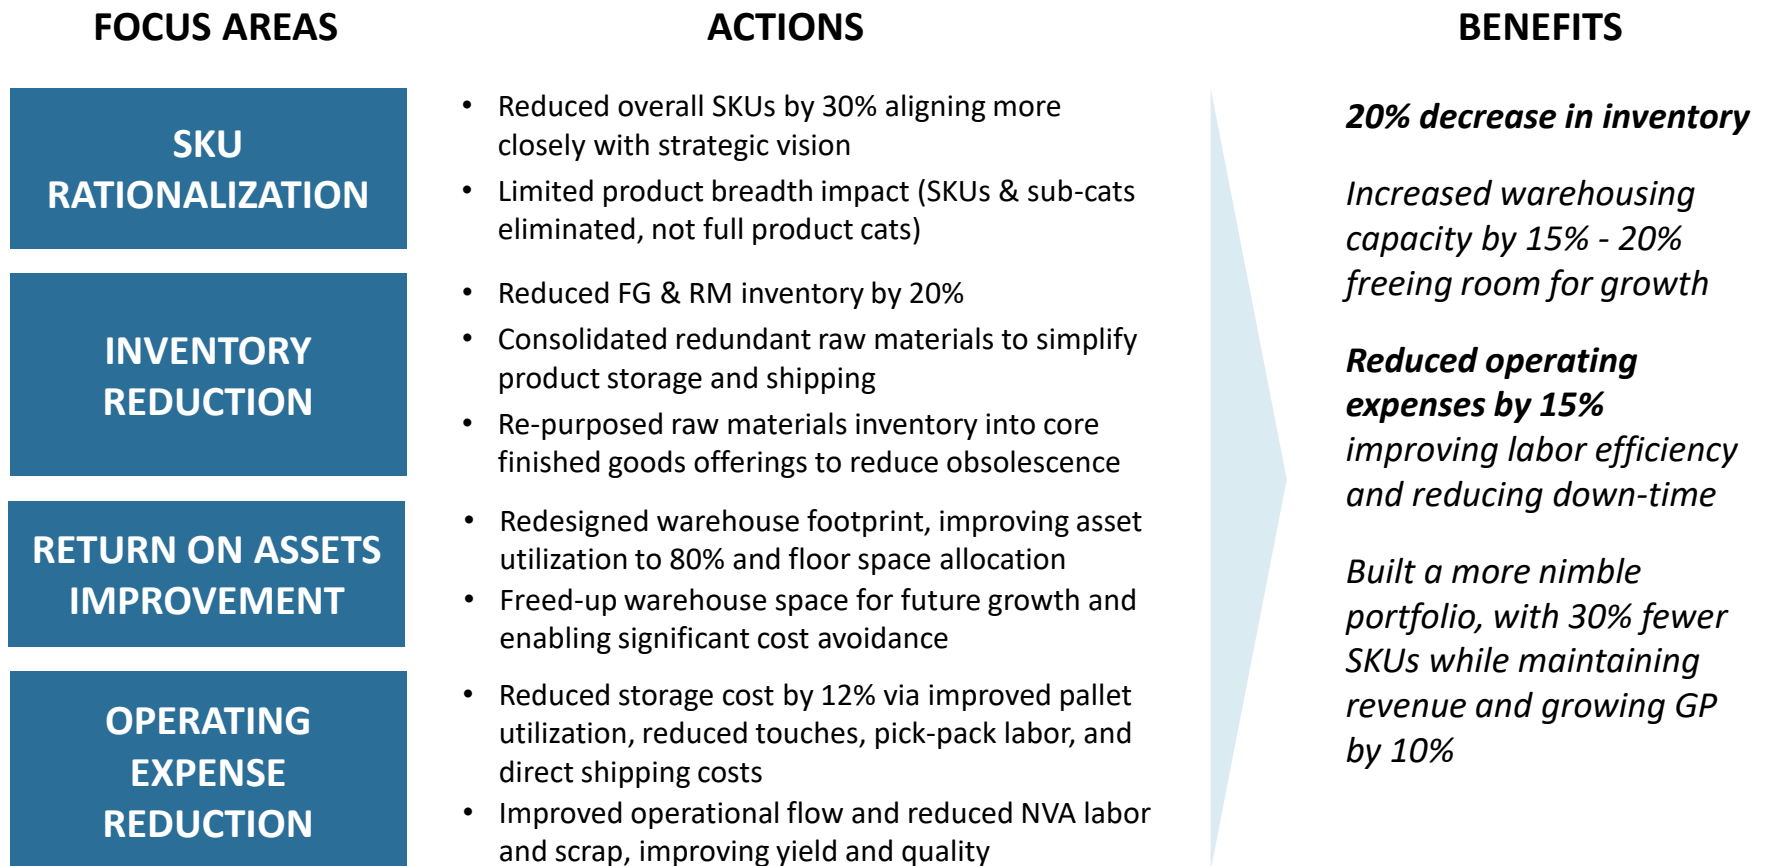 FOCUS AREAS
ACTIONS
BENEFITS
SKU
RATIONALIZATION
• Reduced overall SKUs by 30% aligning more
closely with strategic vision
• Limited product breadth impact (SKUs & sub-cats
eliminated, not full product cats)
INVENTORY
REDUCTION
• Reduced FG & RM inventory by 20%
• Consolidated redundant raw materials to simplify
product storage and shipping
• Re-purposed raw materials inventory into core
finished goods offerings to reduce obsolescence
RETURN ON ASSETS
IMPROVEMENT
• Redesigned warehouse footprint, improving asset
utilization to 80% and floor space allocation
• Freed-up warehouse space for future growth and
enabling significant cost avoidance
OPERATING
EXPENSE
REDUCTION
• Reduced storage cost by 12% via improved pallet
utilization, reduced touches, pick-pack labor, and
direct shipping costs
• Improved operational flow and reduced NVA labor
and scrap, improving yield and quality
20% decrease in inventory
Increased warehousing
capacity by 15% - 20%
freeing room for growth
Reduced operating
expenses by 15%
improving labor efficiency
and reducing down-time
Built a more nimble
portfolio, with 30% fewer
SKUs while maintaining
revenue and growing GP
by 10%